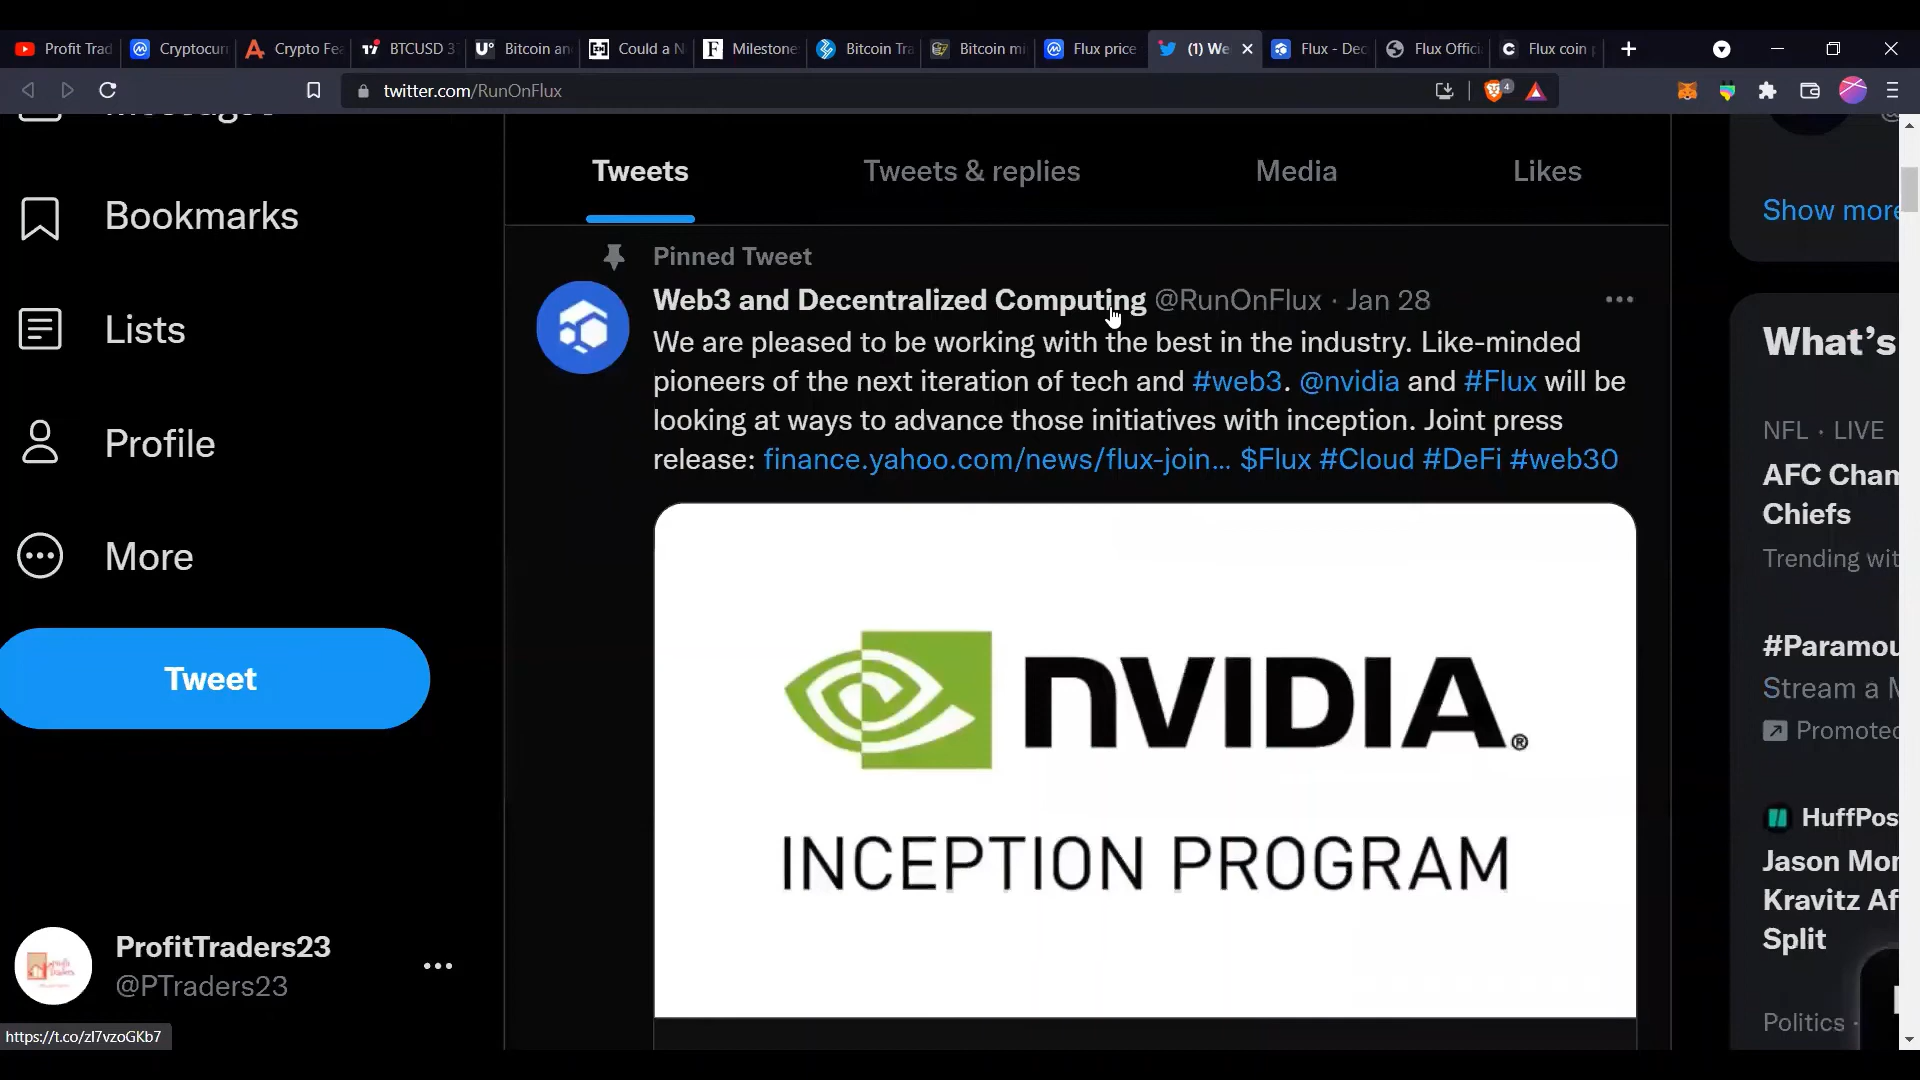 Profit Trad
Cryptocurr
Crypto Fea
BTCUSD 3
Bitcoin an
Could a N
Milestone
Bitcoin Tra
Bitcoin mi
Flux price
(1) We
Flux - Dec
Flux Offici
Flux coin p
twitter.com/RunOnFlux
4
Messages
Bookmarks
Lists
Profile
More
Tweet
ProfitTraders23
@PTraders23
https://t.co/zl7vzoGKb7
Tweets
Tweets & replies
Media
Likes
Pinned Tweet
Web3 and Decentralized Computing @RunOnFlux · Jan 28
We are pleased to be working with the best in the industry. Like-minded
pioneers of the next iteration of tech and #web3. @nvidia and #Flux will be
looking at ways to advance those initiatives with inception. Joint press
release: finance.yahoo.com/news/flux-join... $Flux #Cloud #DeFi #web30
nVIDIA®
INCEPTION PROGRAM
Show more
What's
NFL · LIVE
AFC Cham
Chiefs
Trending wit
#Paramou
Stream a M
Promoted
HuffPos
Jason Mor
Kravitz Af
Split
Politics ·